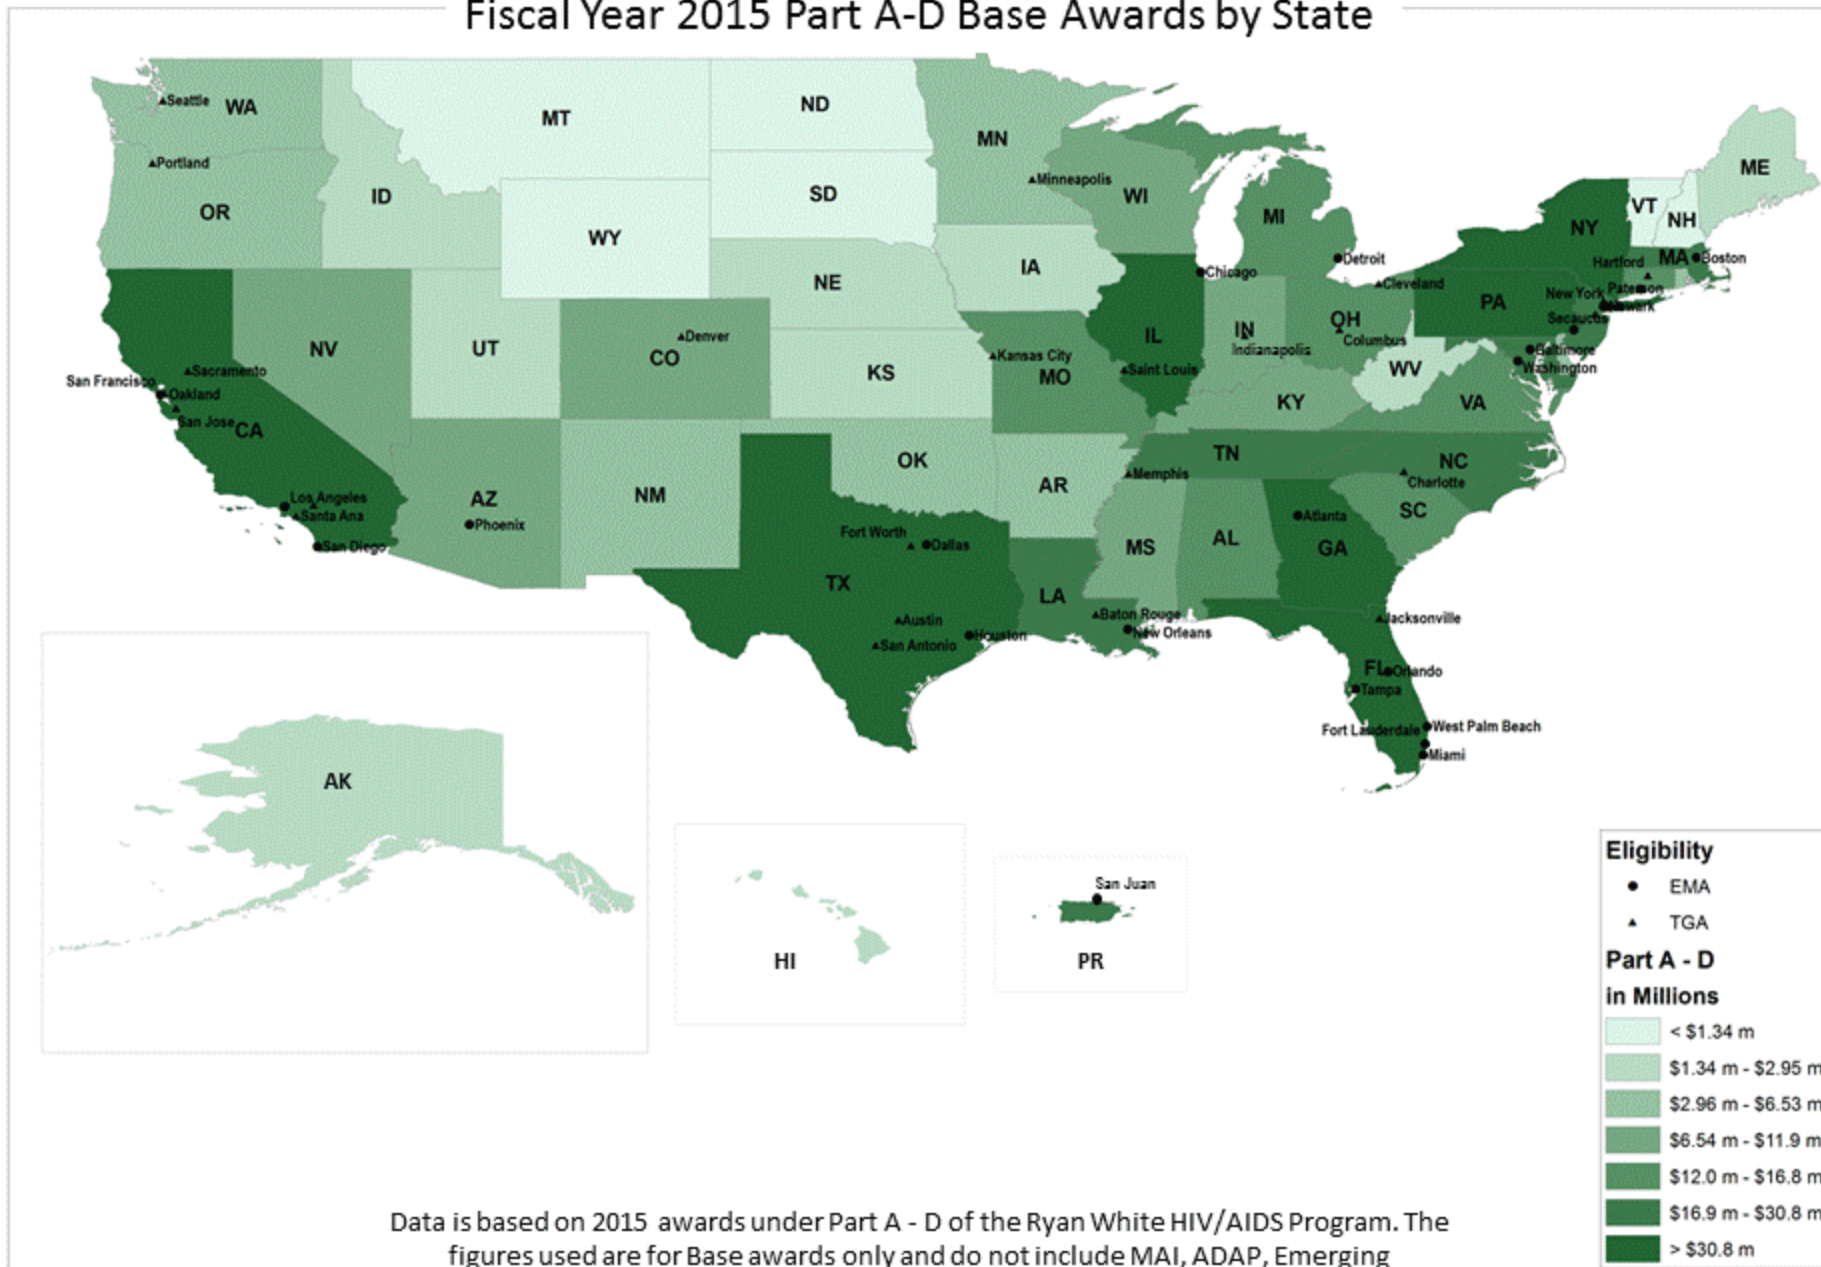 Fiscal Year 2015 Part A-D Base Awards by State
WA
Seattle
Portland
OR
MT
ID
WY
ND
SD
NE
MN
Minneapolis
WI
IA
MI
Detroit
Chicago
Cleveland
ME
VT
NH
NY
MA
Boston
Hartford
Paterson
New York
Newark
Secaucus
PA
Baltimore
Washington
OH
Columbus
IN
Indianapolis
IL
Saint Louis
WV
VA
KY
Kansas City
MO
KS
Denver
CO
UT
NV
Sacramento
San Francisco
Oakland
San Jose
CA
Los Angeles
Santa Ana
San Diego
AZ
Phoenix
NM
OK
AR
TN
Memphis
NC
Charlotte
SC
Atlanta
GA
AL
MS
LA
Baton Rouge
New Orleans
TX
Fort Worth
Dallas
Austin
San Antonio
Houston
Jacksonville
FL
Orlando
Tampa
West Palm Beach
Fort Lauderdale
Miami
AK
HI
San Juan
PR
Eligibility
EMA
TGA
Part A - D
in Millions
< $1.34 m
$1.34 m - $2.95 m
$2.96 m - $6.53 m
$6.54 m - $11.9 m
$12.0 m - $16.8 m
$16.9 m - $30.8 m
> $30.8 m
Data is based on 2015 awards under Part A - D of the Ryan White HIV/AIDS Program. The
figures used are for Base awards only and do not include MAI, ADAP, Emerging